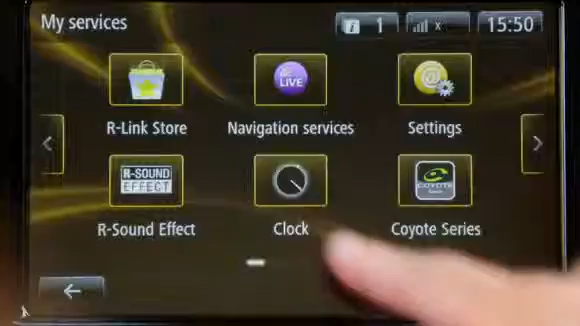 My services
1
x
15:50
LIVE
R-Link Store
Navigation services
Settings
R-SOUND
EFFECT
COYOTE
R-Sound Effect
Clock
Coyote Series